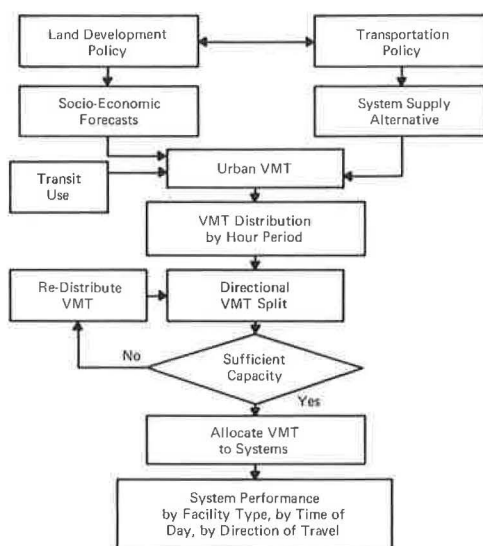 Land Development
Policy
Transportation
Policy
Socio-Economic
Forecasts
System Supply
Alternative
Transit
Use
Urban VMT
VMT Distribution
by Hour Period
Re-Distribute
VMT
Directional
VMT Split
No
Sufficient
Capacity
Yes
Allocate VMT
to Systems
System Performance
by Facility Type, by Time of
Day, by Direction of Travel